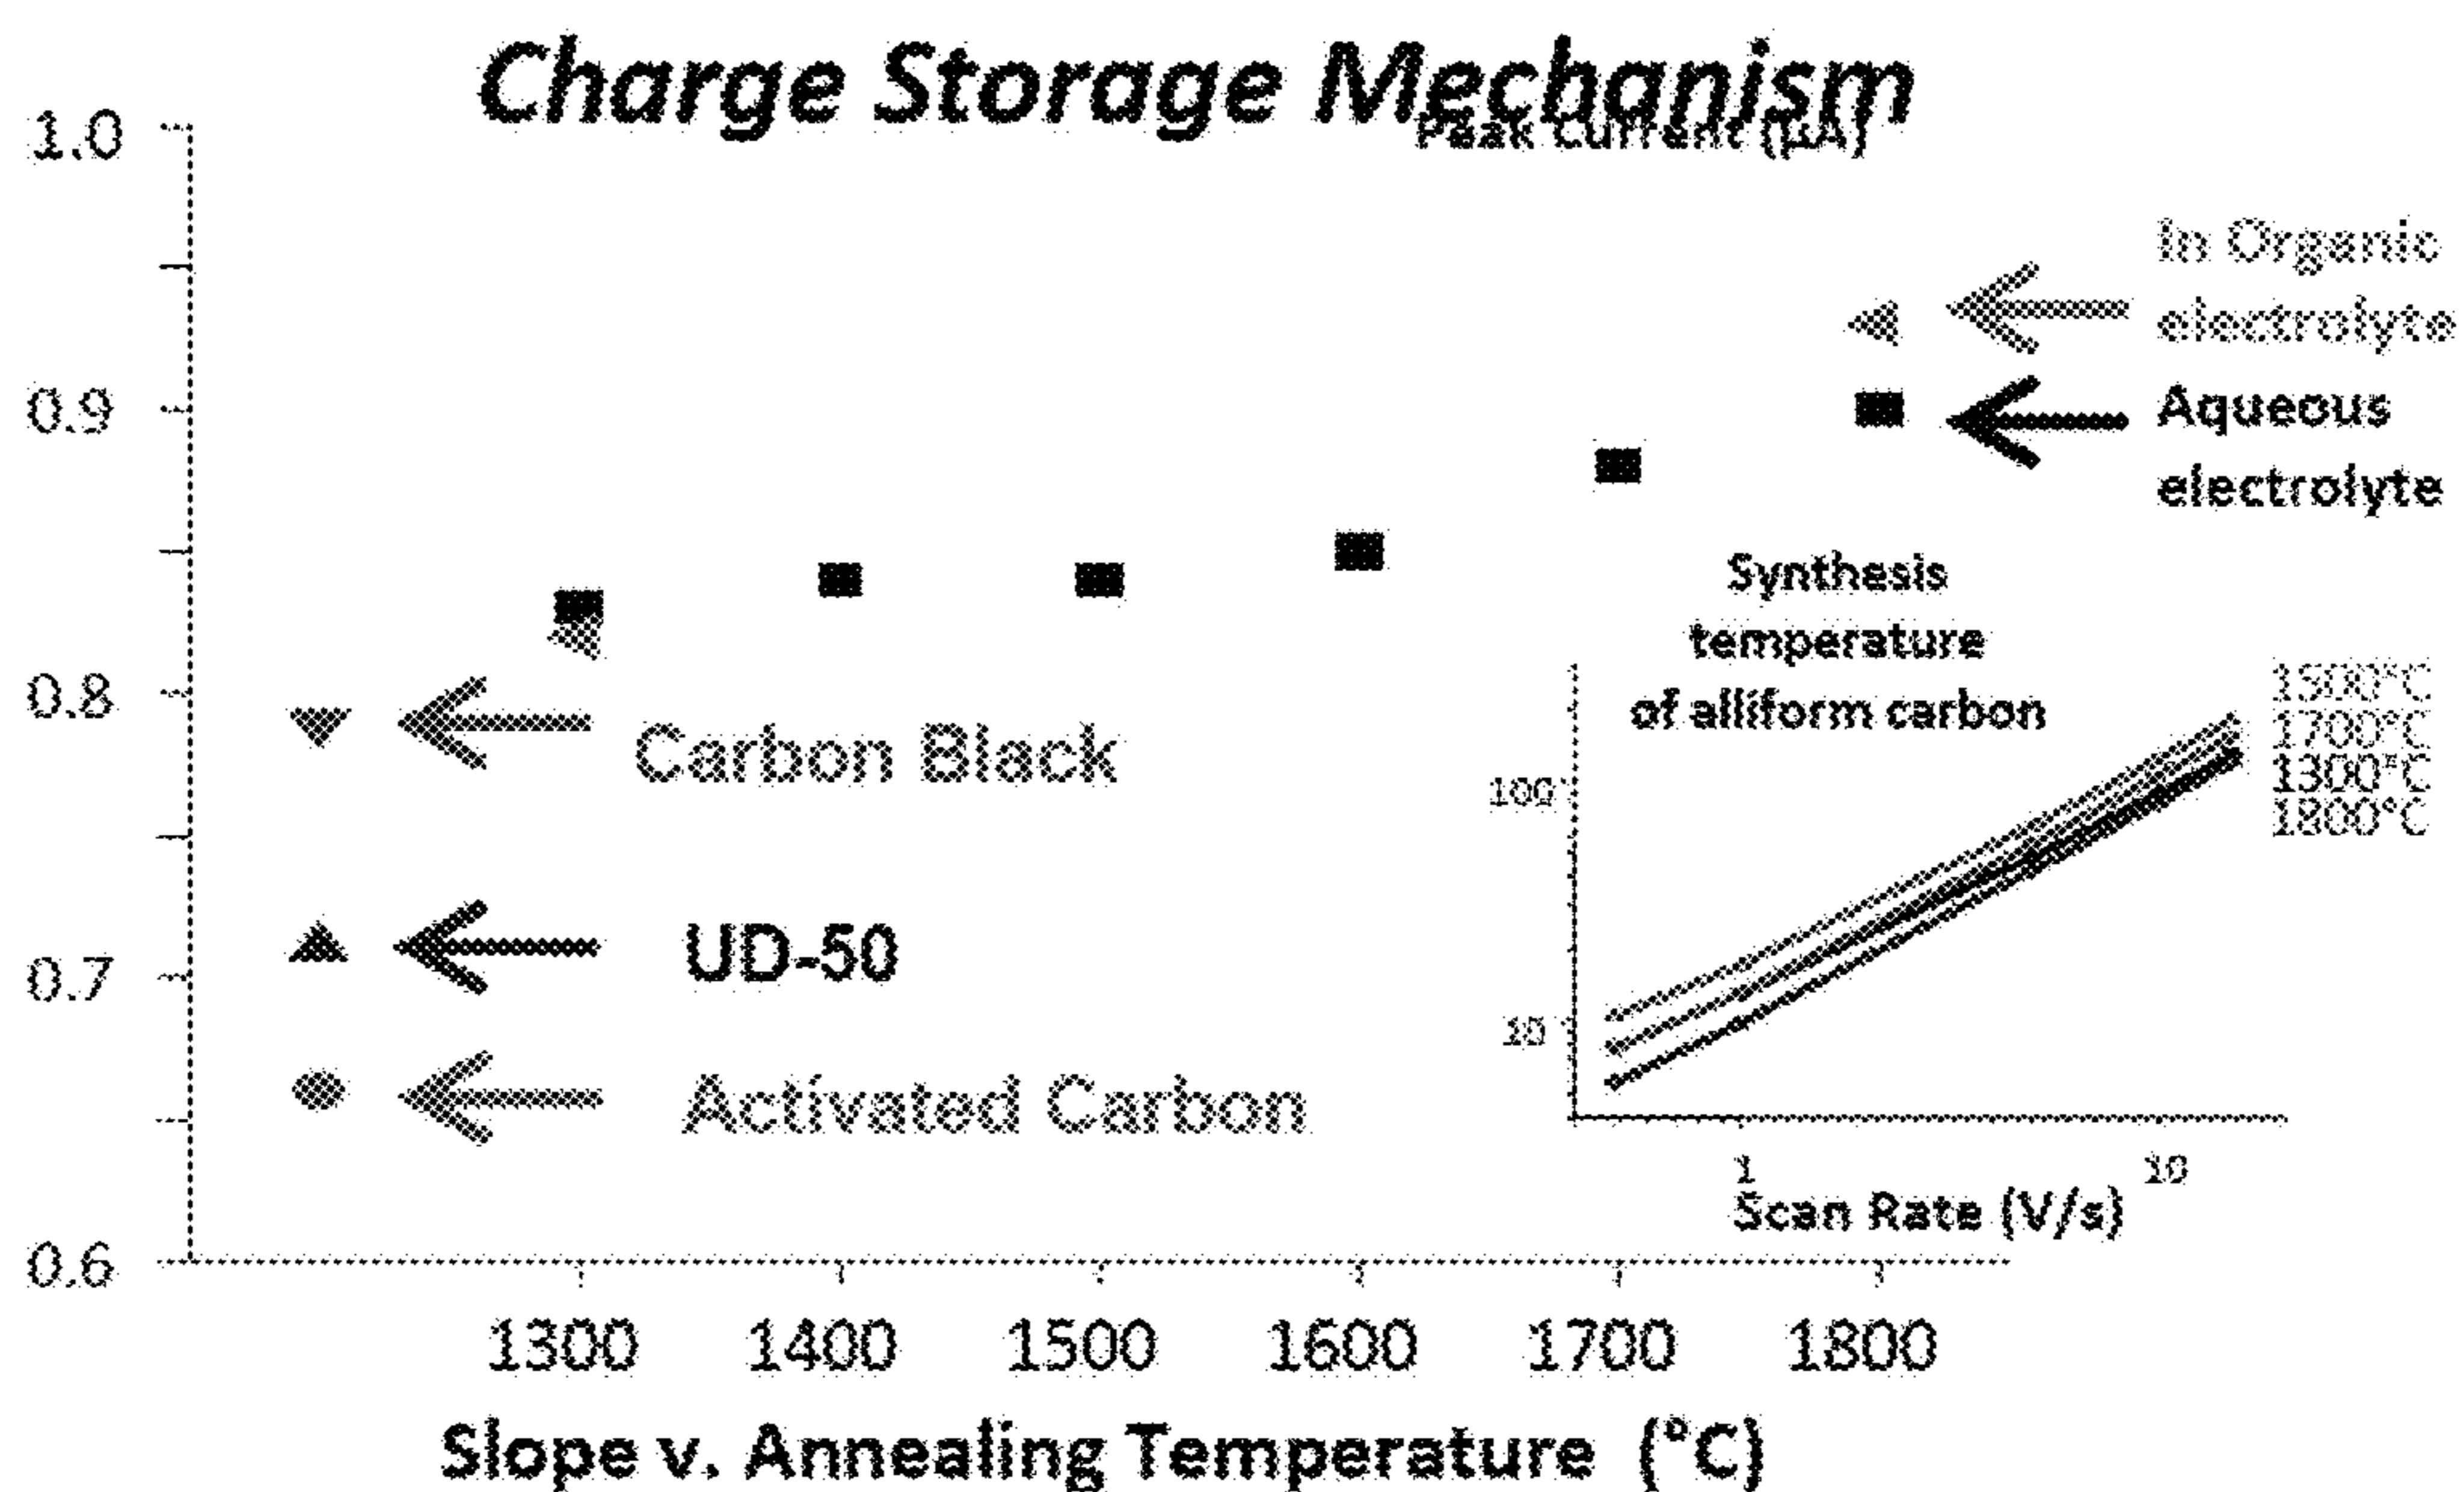 Charge Storage Mechanism
Peak Current (µA)
1.0
0.9
0.8
0.7
0.6
In Organic
electrolyte
Aqueous
electrolyte
Carbon Black
UD-50
Activated Carbon
Synthesis
temperature
of alliform carbon
1500°C
1700°C
1300°C
1800°C
100
10
1 10
Scan Rate (V/s)
1300 1400 1500 1600 1700 1800
Slope v. Annealing Temperature (°C)